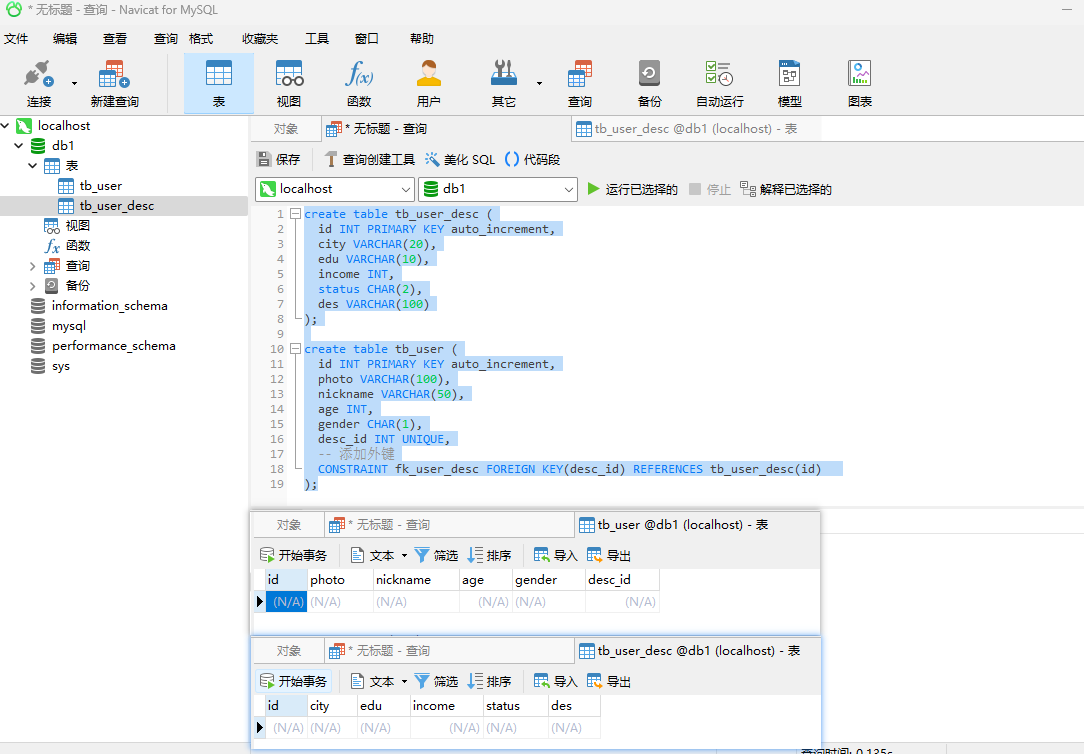 * 无标题 - 查询 - Navicat for MySQL
文件 编辑 查看 查询 格式 收藏夹 工具 窗口 帮助
连接 新建查询 表 视图 函数 用户 其它 查询 备份 自动运行 模型 图表
localhost
db1
表
tb_user
tb_user_desc
视图
函数
查询
备份
information_schema
mysql
performance_schema
sys
对象 * 无标题 - 查询 tb_user_desc @db1 (localhost) - 表
保存 查询创建工具 美化 SQL () 代码段
localhost db1 运行已选择的 停止 解释已选择的
1 create table tb_user_desc (
2 id INT PRIMARY KEY auto_increment,
3 city VARCHAR(20),
4 edu VARCHAR(10),
5 income INT,
6 status CHAR(2),
7 des VARCHAR(100)
8 );
9
10 create table tb_user (
11 id INT PRIMARY KEY auto_increment,
12 photo VARCHAR(100),
13 nickname VARCHAR(50),
14 age INT,
15 gender CHAR(1),
16 desc_id INT UNIQUE,
17 -- 添加外键
18 CONSTRAINT fk_user_desc FOREIGN KEY(desc_id) REFERENCES tb_user_desc(id)
19 );
对象 * 无标题 - 查询 tb_user @db1 (localhost) - 表
开始事务 文本 筛选 排序 导入 导出
id photo nickname age gender desc_id
(N/A) (N/A) (N/A) (N/A) (N/A) (N/A)
对象 * 无标题 - 查询 tb_user_desc @db1 (localhost) - 表
开始事务 文本 筛选 排序 导入 导出
id city edu income status des
(N/A) (N/A) (N/A) (N/A) (N/A) (N/A)
查询时间: 0.135s